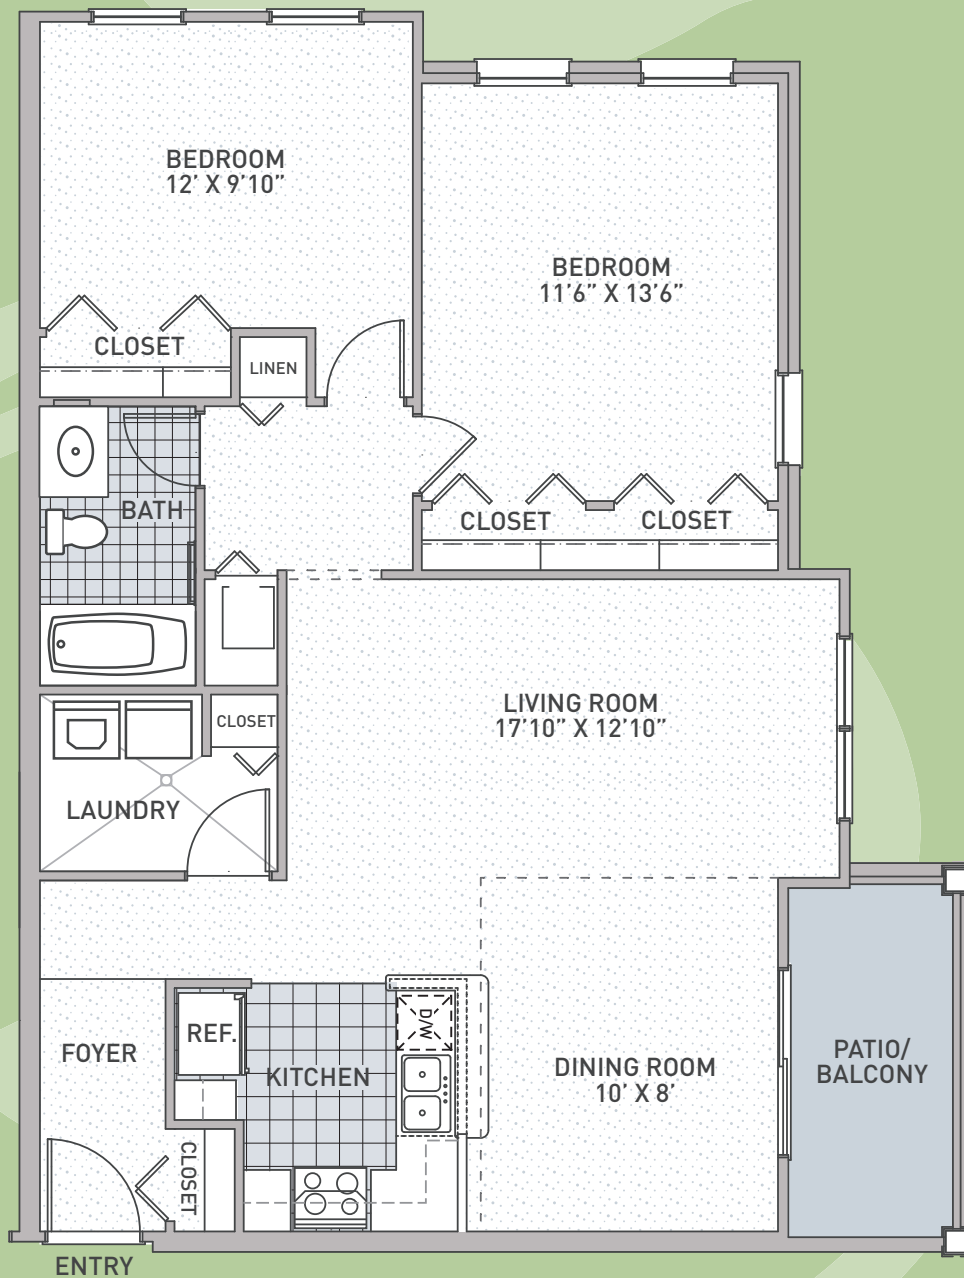 BEDROOM
12’ X 9’10”
BEDROOM
11’6” X 13’6”
CLOSET
LINEN
BATH
CLOSET
CLOSET
LIVING ROOM
17’10” X 12’10”
CLOSET
LAUNDRY
REF.
D/W
FOYER
KITCHEN
DINING ROOM
10’ X 8’
PATIO/
BALCONY
CLOSET
ENTRY